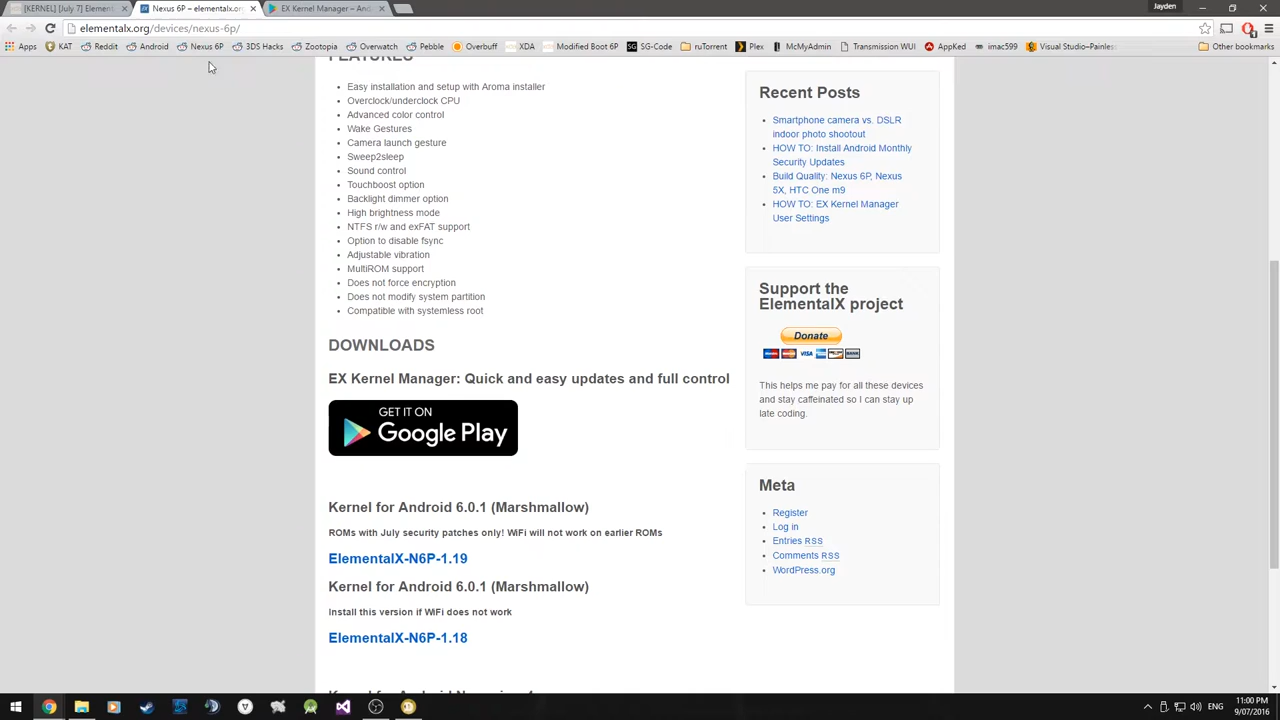 [KERNEL] [July 7] Element
Nexus 6P – elementalx.or
EX Kernel Manager – And
Jayden
elementalx.org/devices/nexus-6p/
Apps KAT Reddit Android Nexus 6P 3DS Hacks Zootopia Overwatch Pebble Overbuff XDA Modified Boot 6P SG-Code ruTorrent Plex McMyAdmin Transmission WUI AppKed imac599 Visual Studio–Painless Other bookmarks
FEATURES
Easy installation and setup with Aroma installer
Overclock/underclock CPU
Advanced color control
Wake Gestures
Camera launch gesture
Sweep2sleep
Sound control
Touchboost option
Backlight dimmer option
High brightness mode
NTFS r/w and exFAT support
Option to disable fsync
Adjustable vibration
MultiROM support
Does not force encryption
Does not modify system partition
Compatible with systemless root
DOWNLOADS
EX Kernel Manager: Quick and easy updates and full control
GET IT ON
Google Play
Kernel for Android 6.0.1 (Marshmallow)
ROMs with July security patches only! WiFi will not work on earlier ROMs
ElementalX-N6P-1.19
Kernel for Android 6.0.1 (Marshmallow)
Install this version if WiFi does not work
ElementalX-N6P-1.18
Recent Posts
Smartphone camera vs. DSLR
indoor photo shootout
HOW TO: Install Android Monthly
Security Updates
Build Quality: Nexus 6P, Nexus
5X, HTC One m9
HOW TO: EX Kernel Manager
User Settings
Support the
ElementalX project
Donate
VISA
This helps me pay for all these devices
and stay caffeinated so I can stay up
late coding.
Meta
Register
Log in
Entries RSS
Comments RSS
WordPress.org
ENG
11:00 PM
9/07/2016